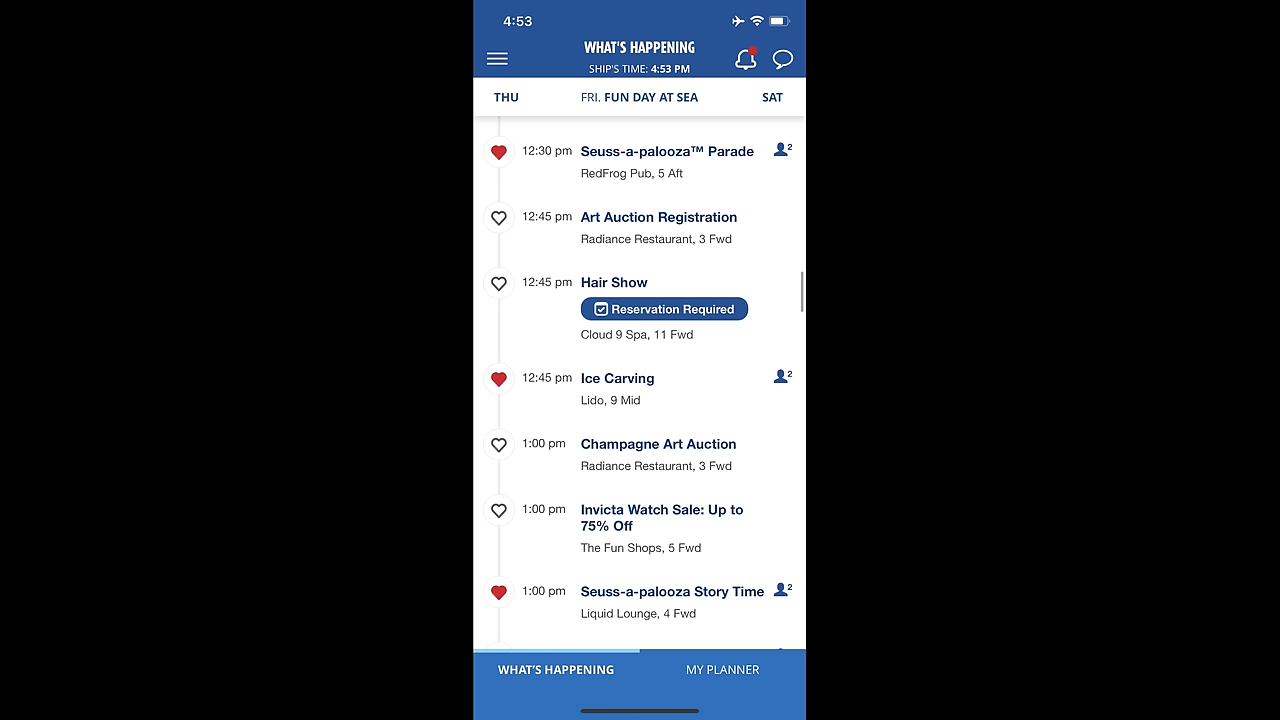 4:53
WHAT'S HAPPENING
SHIP'S TIME: 4:53 PM
THU
FRI. FUN DAY AT SEA
SAT
12:30 pm Seuss-a-palooza™ Parade 2
RedFrog Pub, 5 Aft
12:45 pm Art Auction Registration
Radiance Restaurant, 3 Fwd
12:45 pm Hair Show
Reservation Required
Cloud 9 Spa, 11 Fwd
12:45 pm Ice Carving 2
Lido, 9 Mid
1:00 pm Champagne Art Auction
Radiance Restaurant, 3 Fwd
1:00 pm Invicta Watch Sale: Up to
75% Off
The Fun Shops, 5 Fwd
1:00 pm Seuss-a-palooza Story Time 2
Liquid Lounge, 4 Fwd
WHAT'S HAPPENING
MY PLANNER